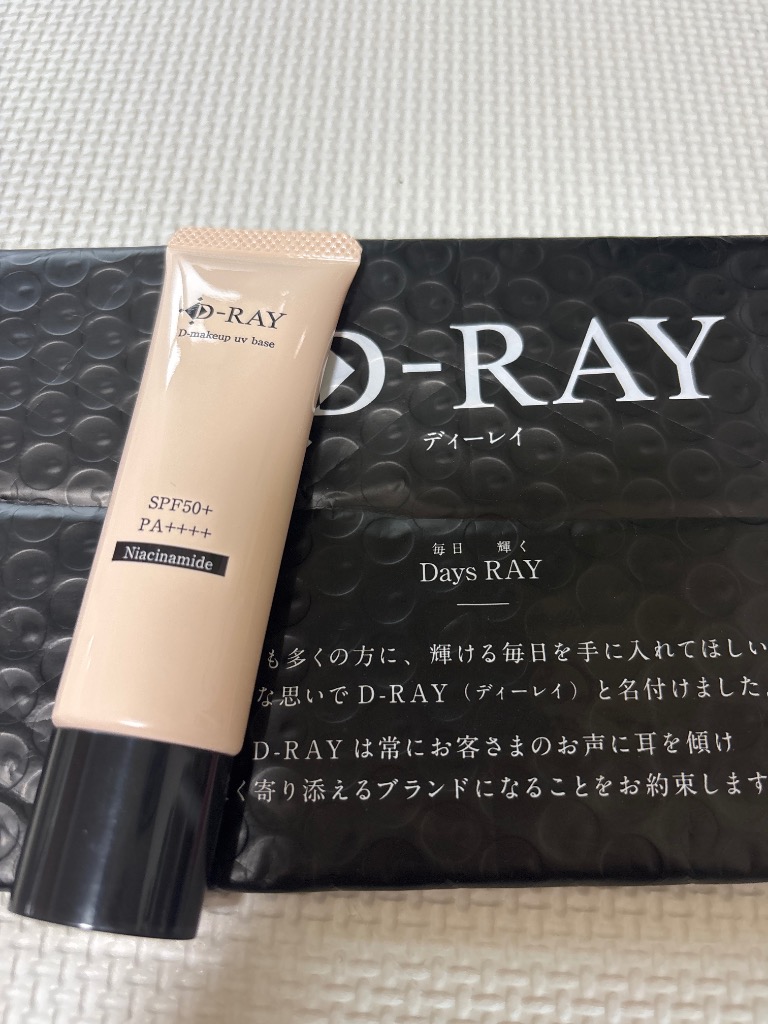 D-RAY
D-makeup uv base
SPF50+
PA++++
Niacinamide
D-RAY
ディーレイ
毎日 輝く
Days RAY
も多くの方に、輝ける毎日を手に入れてほしい
な思いで D-RAY（ディーレイ）と名付けました。
D-RAY は常にお客さまのお声に耳を傾け
く寄り添えるブランドになることをお約束します